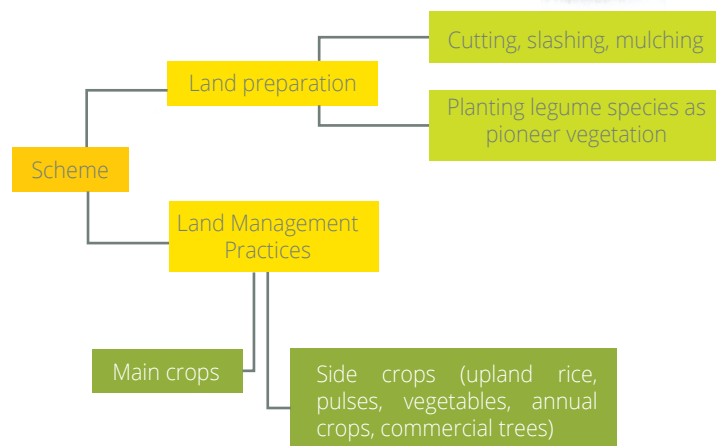 Cutting, slashing, mulching
Land preparation
Planting legume species as
pioneer vegetation
Scheme
Land Management
Practices
Main crops
Side crops (upland rice,
pulses, vegetables, annual
crops, commercial trees)